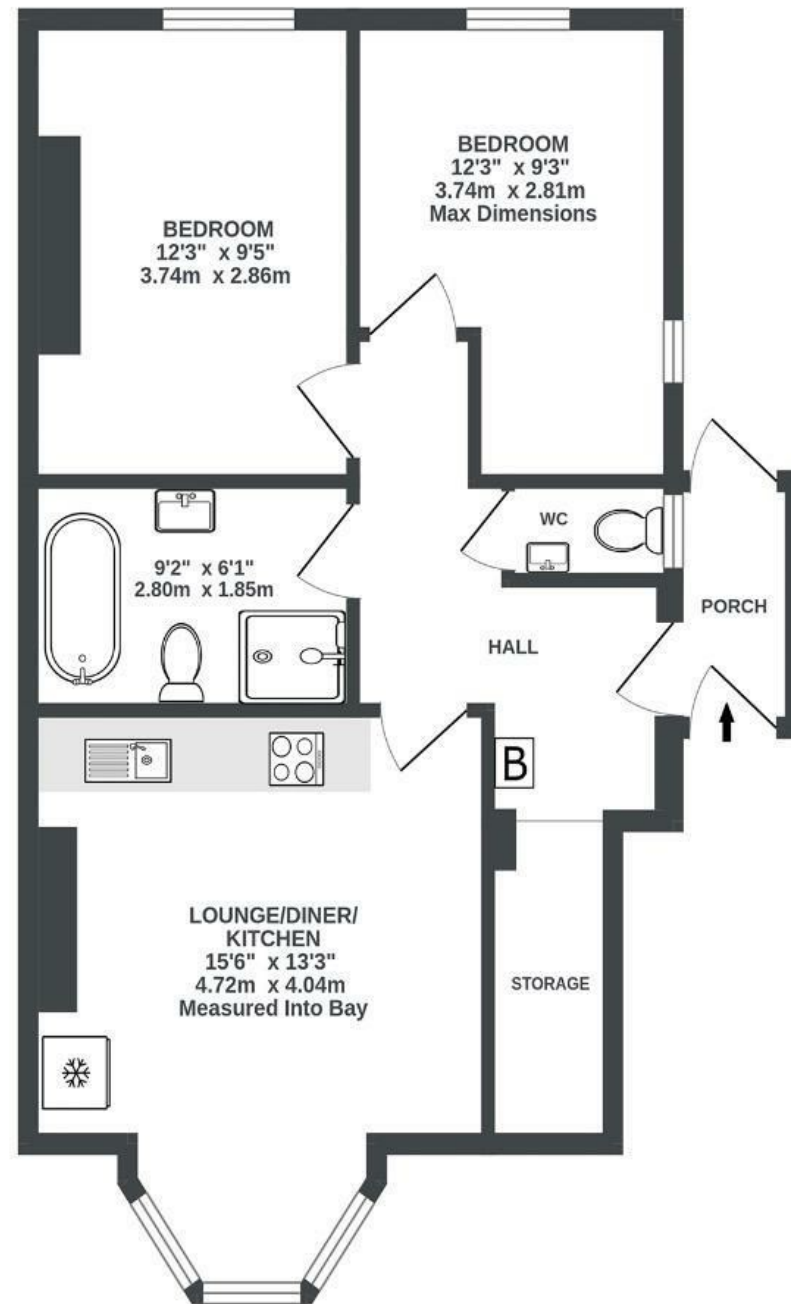 BEDROOM
12'3" x 9'3"
3.74m x 2.81m
Max Dimensions
BEDROOM
12'3" x 9'5"
3.74m x 2.86m
WC
9'2" x 6'1"
2.80m x 1.85m
PORCH
HALL
B
LOUNGE/DINER/
KITCHEN
15'6" x 13'3"
4.72m x 4.04m
Measured Into Bay
STORAGE